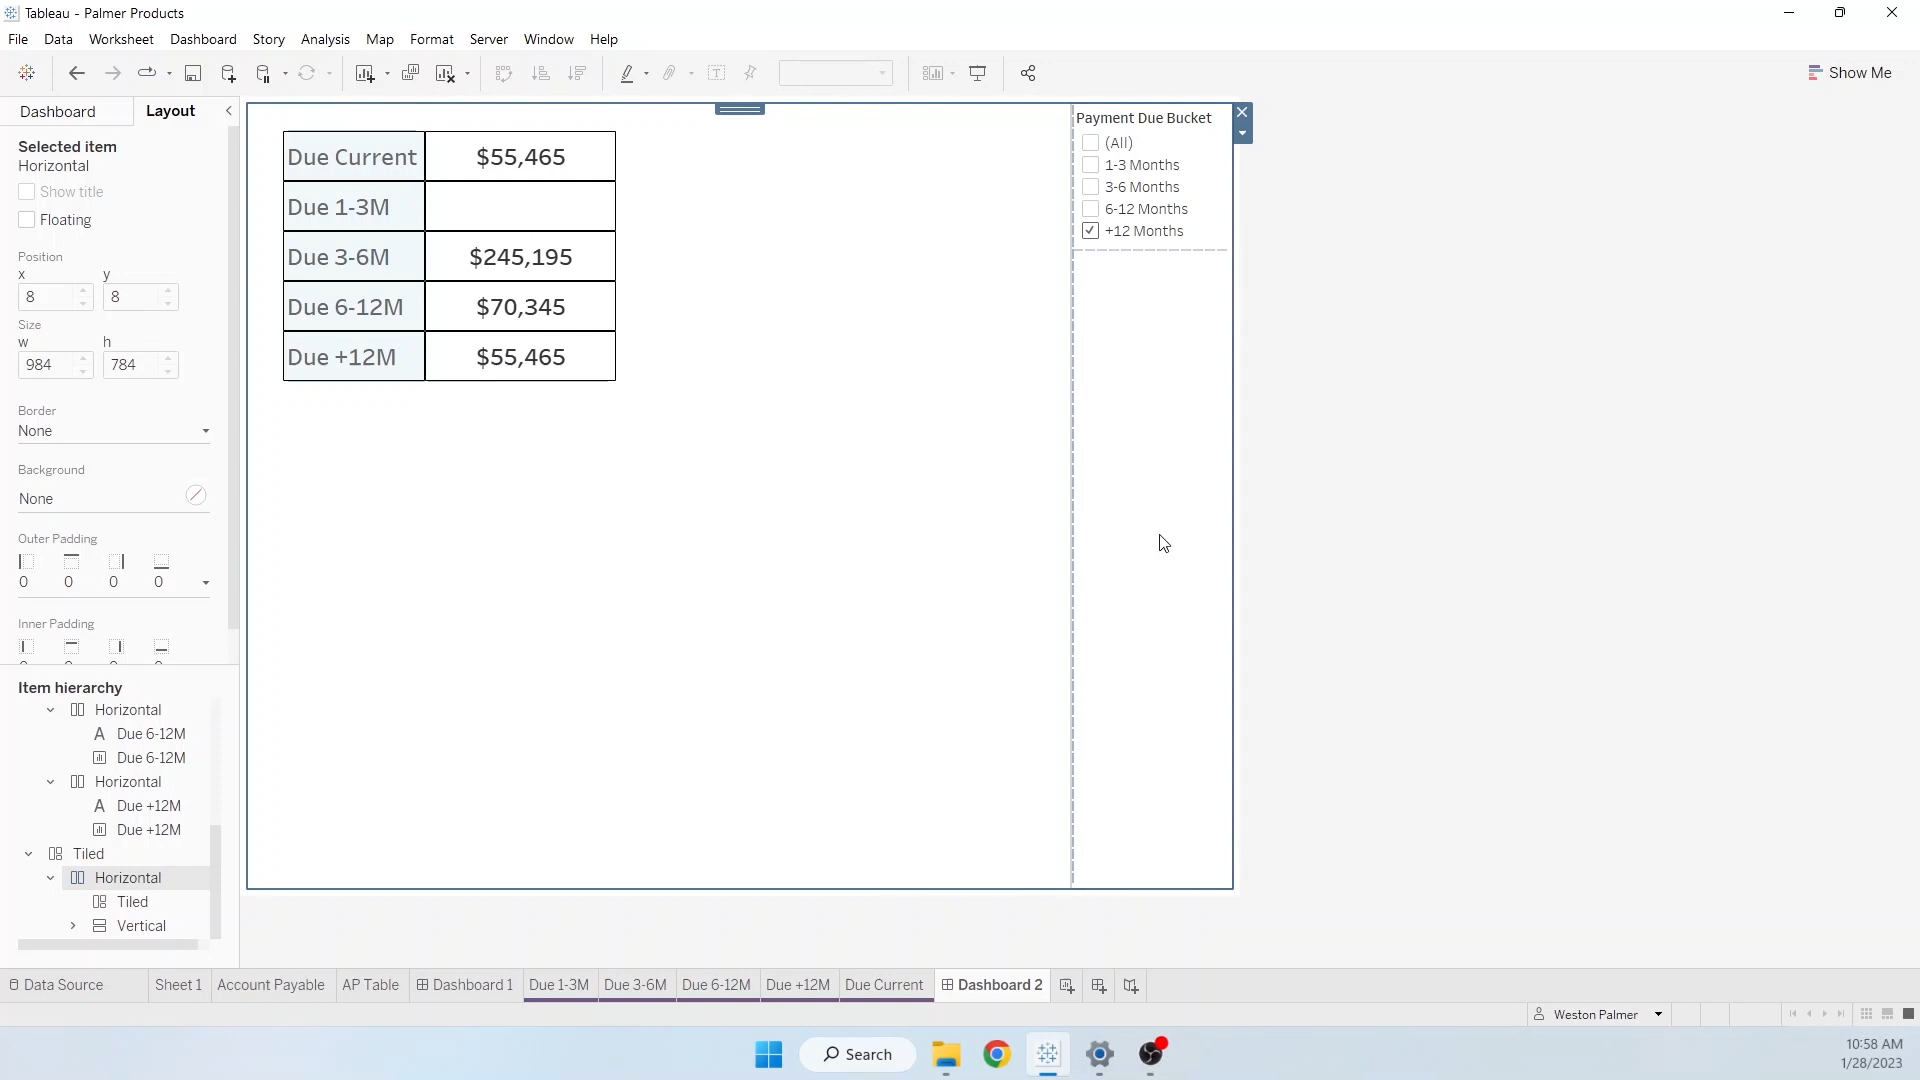 Tableau - Palmer Products
File Data Worksheet Dashboard Story Analysis Map Format Server Window Help
Show Me
Dashboard Layout <
Selected item
Horizontal
Show title
Floating
Position
x y
8 8
Size
w h
984 784
Border
None
Background
None
Outer Padding
0 0 0 0
Inner Padding
Item hierarchy
Horizontal
A Due 6-12M
Due 6-12M
Horizontal
A Due +12M
Due +12M
Tiled
Horizontal
Tiled
Vertical
Due Current $55,465
Due 1-3M
Due 3-6M $245,195
Due 6-12M $70,345
Due +12M $55,465
Payment Due Bucket
(All)
1-3 Months
3-6 Months
6-12 Months
+12 Months
Data Source Sheet 1 Account Payable AP Table Dashboard 1 Due 1-3M Due 3-6M Due 6-12M Due +12M Due Current Dashboard 2
Weston Palmer
Search
10:58 AM
1/28/2023